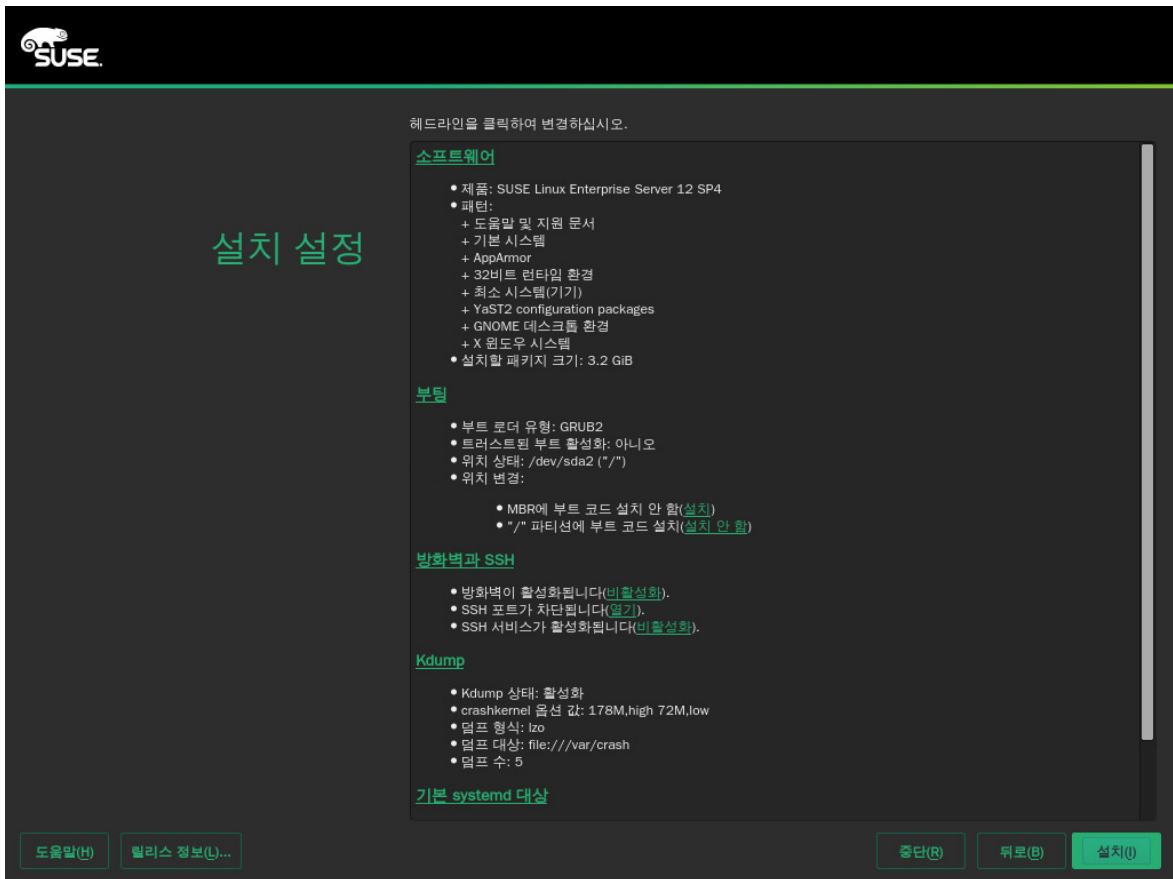 SUSE.
헤드라인을 클릭하여 변경하십시오.
설치 설정
소프트웨어
● 제품: SUSE Linux Enterprise Server 12 SP4
● 패턴:
+ 도움말 및 지원 문서
+ 기본 시스템
+ AppArmor
+ 32비트 런타임 환경
+ 최소 시스템(기기)
+ YaST2 configuration packages
+ GNOME 데스크톱 환경
+ X 윈도우 시스템
● 설치할 패키지 크기: 3.2 GiB
부팅
● 부트 로더 유형: GRUB2
● 트러스트된 부트 활성화: 아니오
● 위치 상태: /dev/sda2 ("/")
● 위치 변경:
● MBR에 부트 코드 설치 안 함(설치)
● "/" 파티션에 부트 코드 설치(설치 안 함)
방화벽과 SSH
● 방화벽이 활성화됩니다(비활성화).
● SSH 포트가 차단됩니다(열기).
● SSH 서비스가 활성화됩니다(비활성화).
Kdump
● Kdump 상태: 활성화
● crashkernel 옵션 값: 178M,high 72M,low
● 덤프 형식: lzo
● 덤프 대상: file:///var/crash
● 덤프 수: 5
기본 systemd 대상
도움말(H) 릴리스 정보(L)... 중단(R) 뒤로(B) 설치(I)